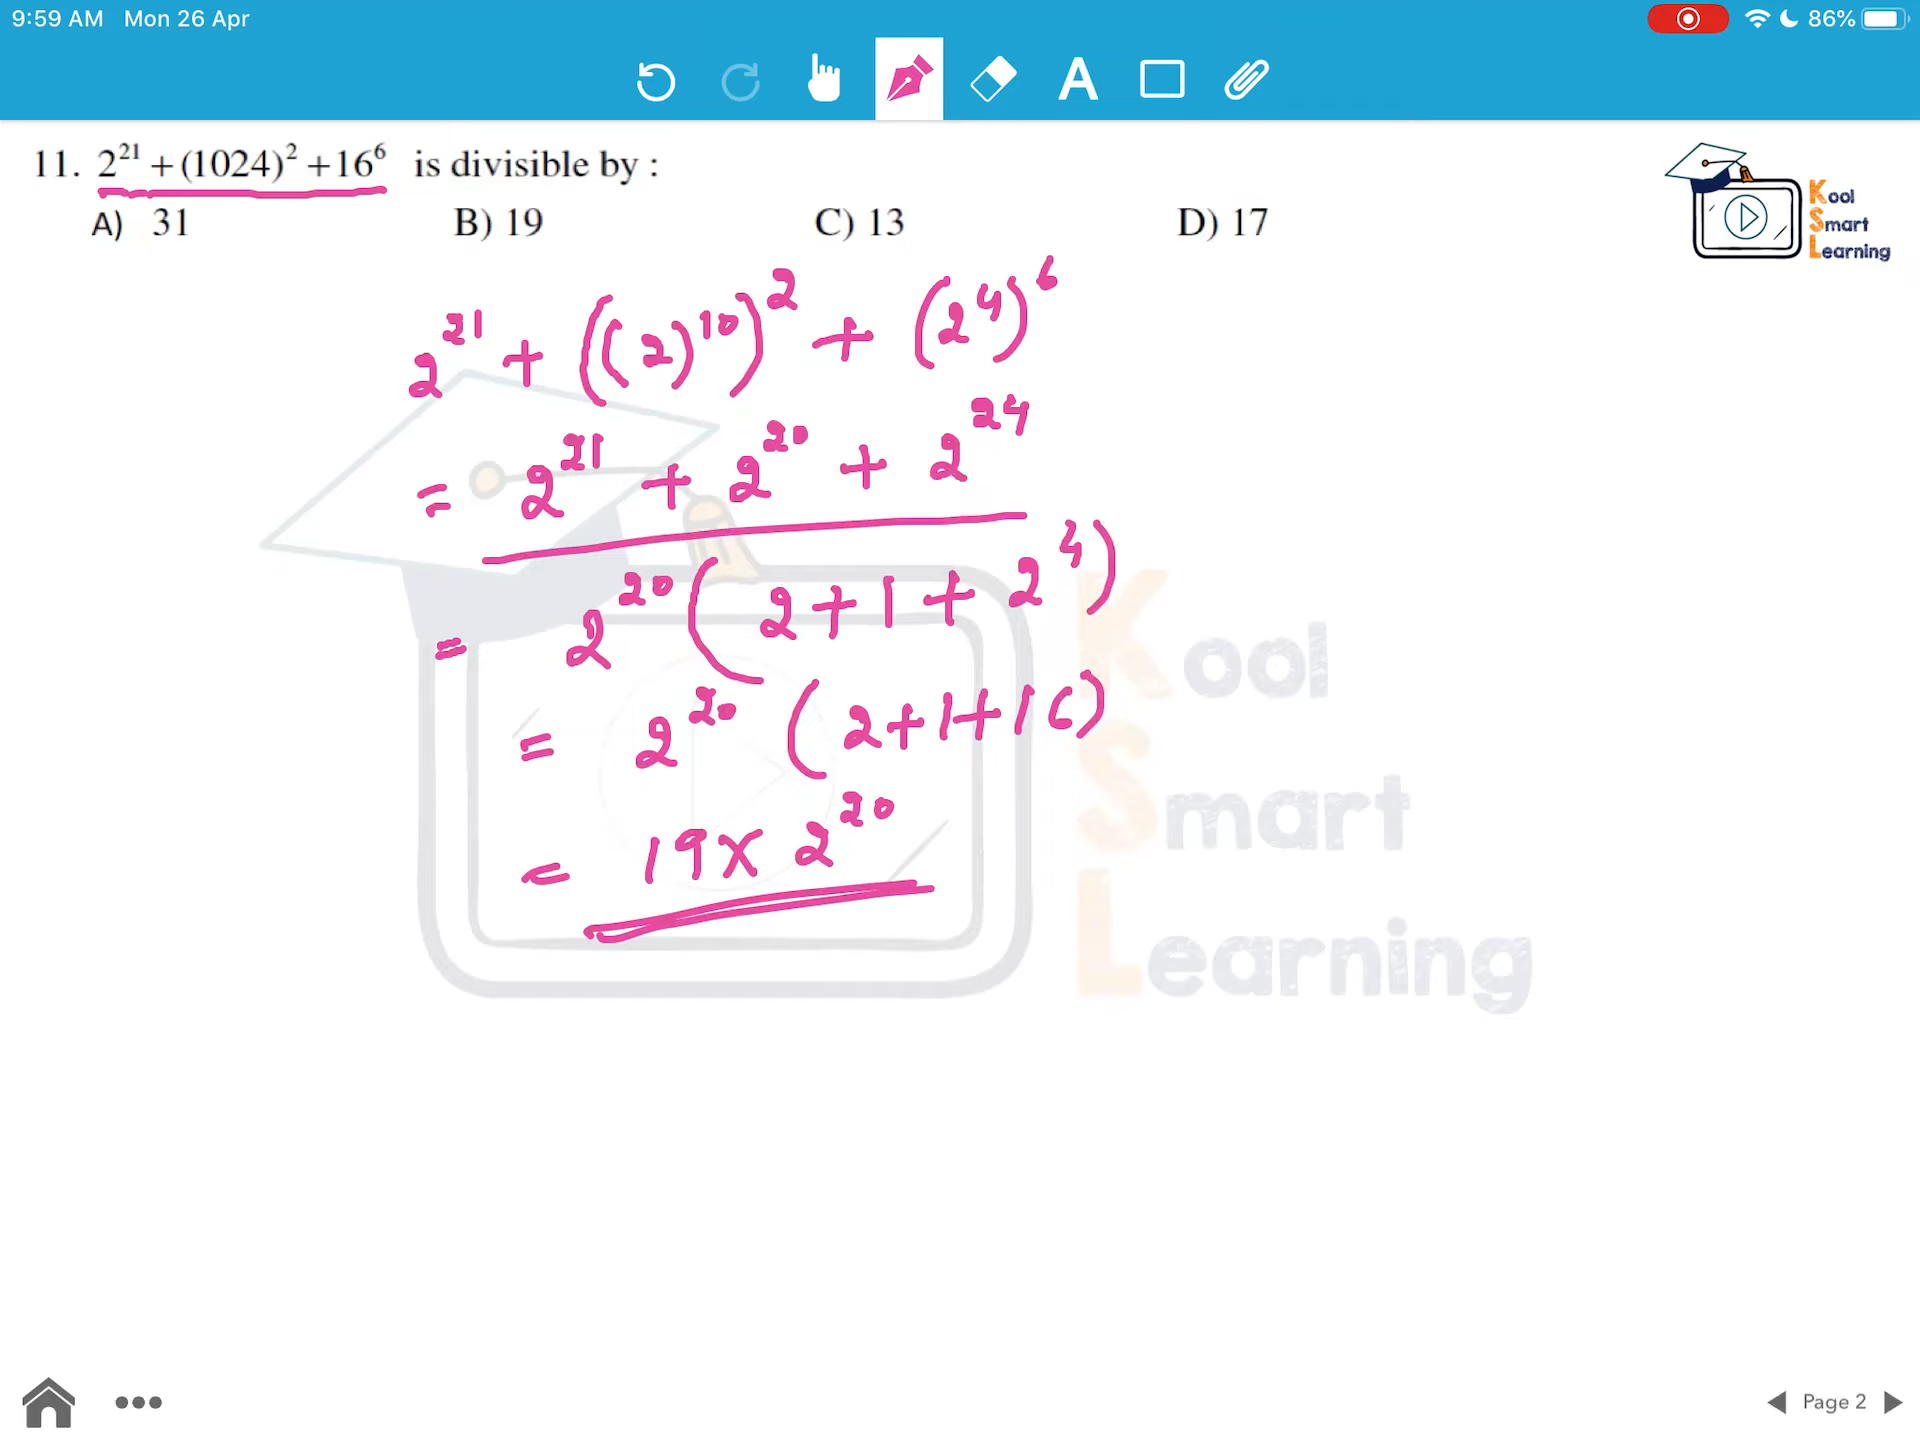 9:59 AM Mon 26 Apr
86%
A
11. 2²¹ + (1024)² + 16⁶ is divisible by :
A) 31 B) 19 C) 13 D) 17
Kool
Smart
Learning
2²¹ + ((2)¹⁰)² + (2⁴)⁶
= 2²¹ + 2²⁰ + 2²⁴
= 2²⁰ ( 2 + 1 + 2⁴ )
= 2²⁰ ( 2 + 1 + 16 )
= 19 × 2²⁰
Kool
Smart
Learning
Page 2